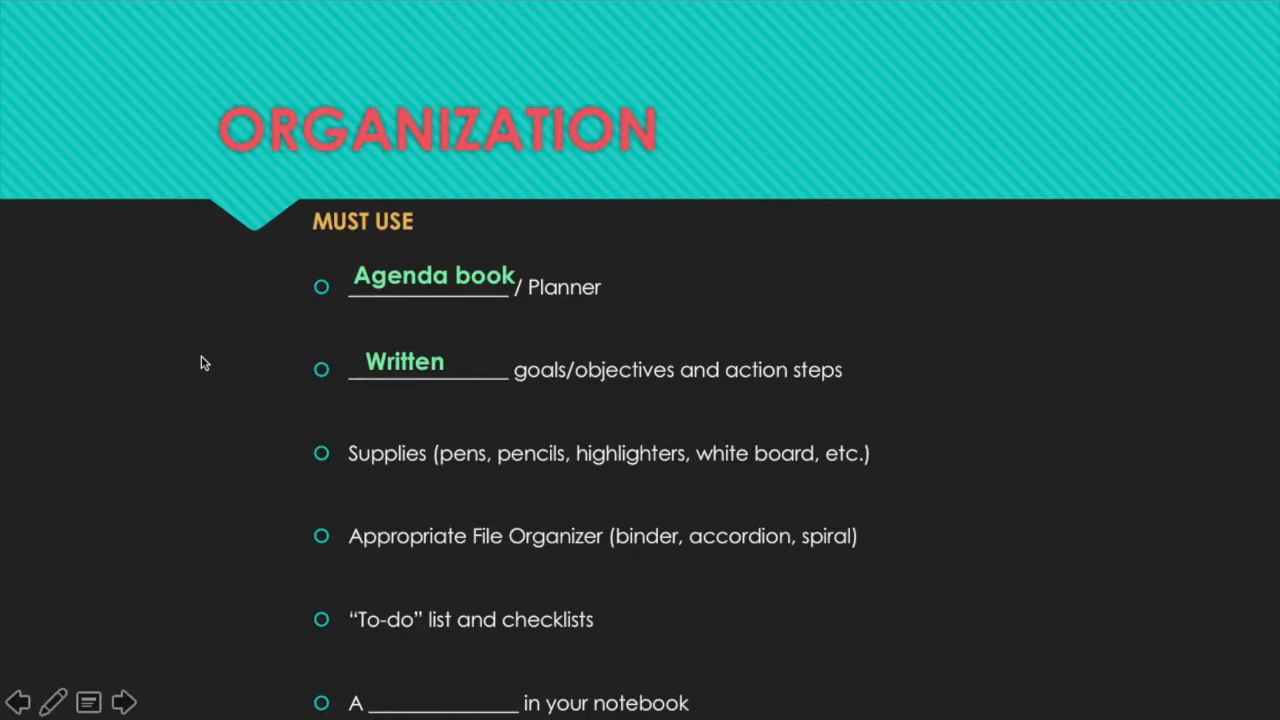 ORGANIZATION
MUST USE
Agenda book / Planner
Written goals/objectives and action steps
Supplies (pens, pencils, highlighters, white board, etc.)
Appropriate File Organizer (binder, accordion, spiral)
“To-do” list and checklists
A ______________ in your notebook